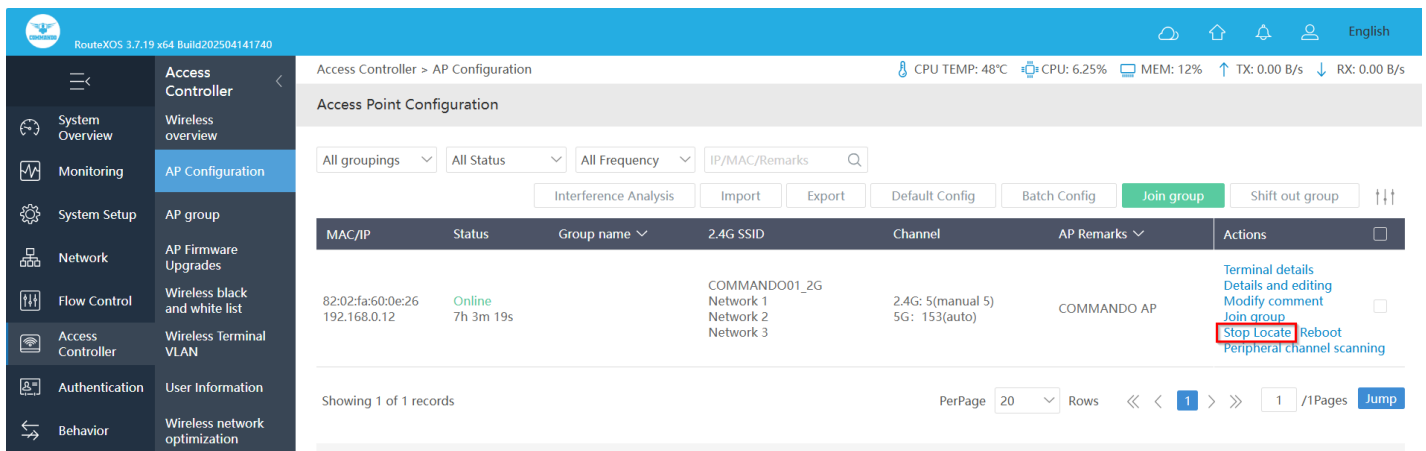 COMMANDO
RouteXOS 3.7.19 x64 Build202504141740
English
System Overview
Monitoring
System Setup
Network
Flow Control
Access Controller
Authentication
Behavior
Access Controller
Wireless overview
AP Configuration
AP group
AP Firmware Upgrades
Wireless black and white list
Wireless Terminal VLAN
User Information
Wireless network optimization
Access Controller > AP Configuration
CPU TEMP: 48℃ CPU: 6.25% MEM: 12% TX: 0.00 B/s RX: 0.00 B/s
Access Point Configuration
All groupings All Status All Frequency IP/MAC/Remarks
Interference Analysis Import Export Default Config Batch Config Join group Shift out group
MAC/IP Status Group name 2.4G SSID Channel AP Remarks Actions
82:02:fa:60:0e:26
192.168.0.12
Online
7h 3m 19s
COMMANDO01_2G
Network 1
Network 2
Network 3
2.4G: 5(manual 5)
5G: 153(auto)
COMMANDO AP
Terminal details
Details and editing
Modify comment
Join group
Stop Locate Reboot
Peripheral channel scanning
Showing 1 of 1 records
PerPage 20 Rows 1 1 /1Pages Jump